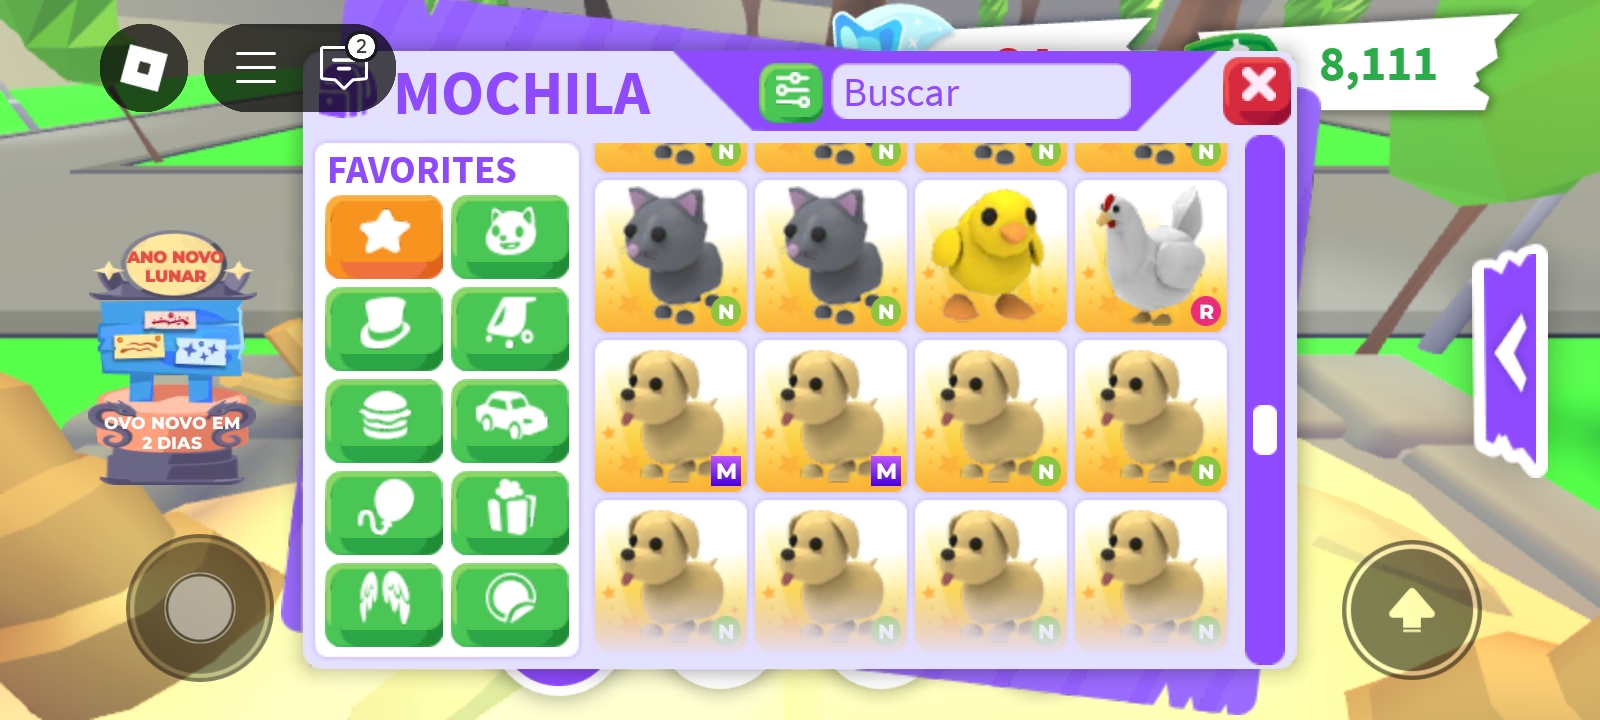 2
MOCHILA
Buscar
8,111
FAVORITES
N N N N
N N R
M M N N
N N N N
ANO NOVO
LUNAR
OVO NOVO EM
2 DIAS